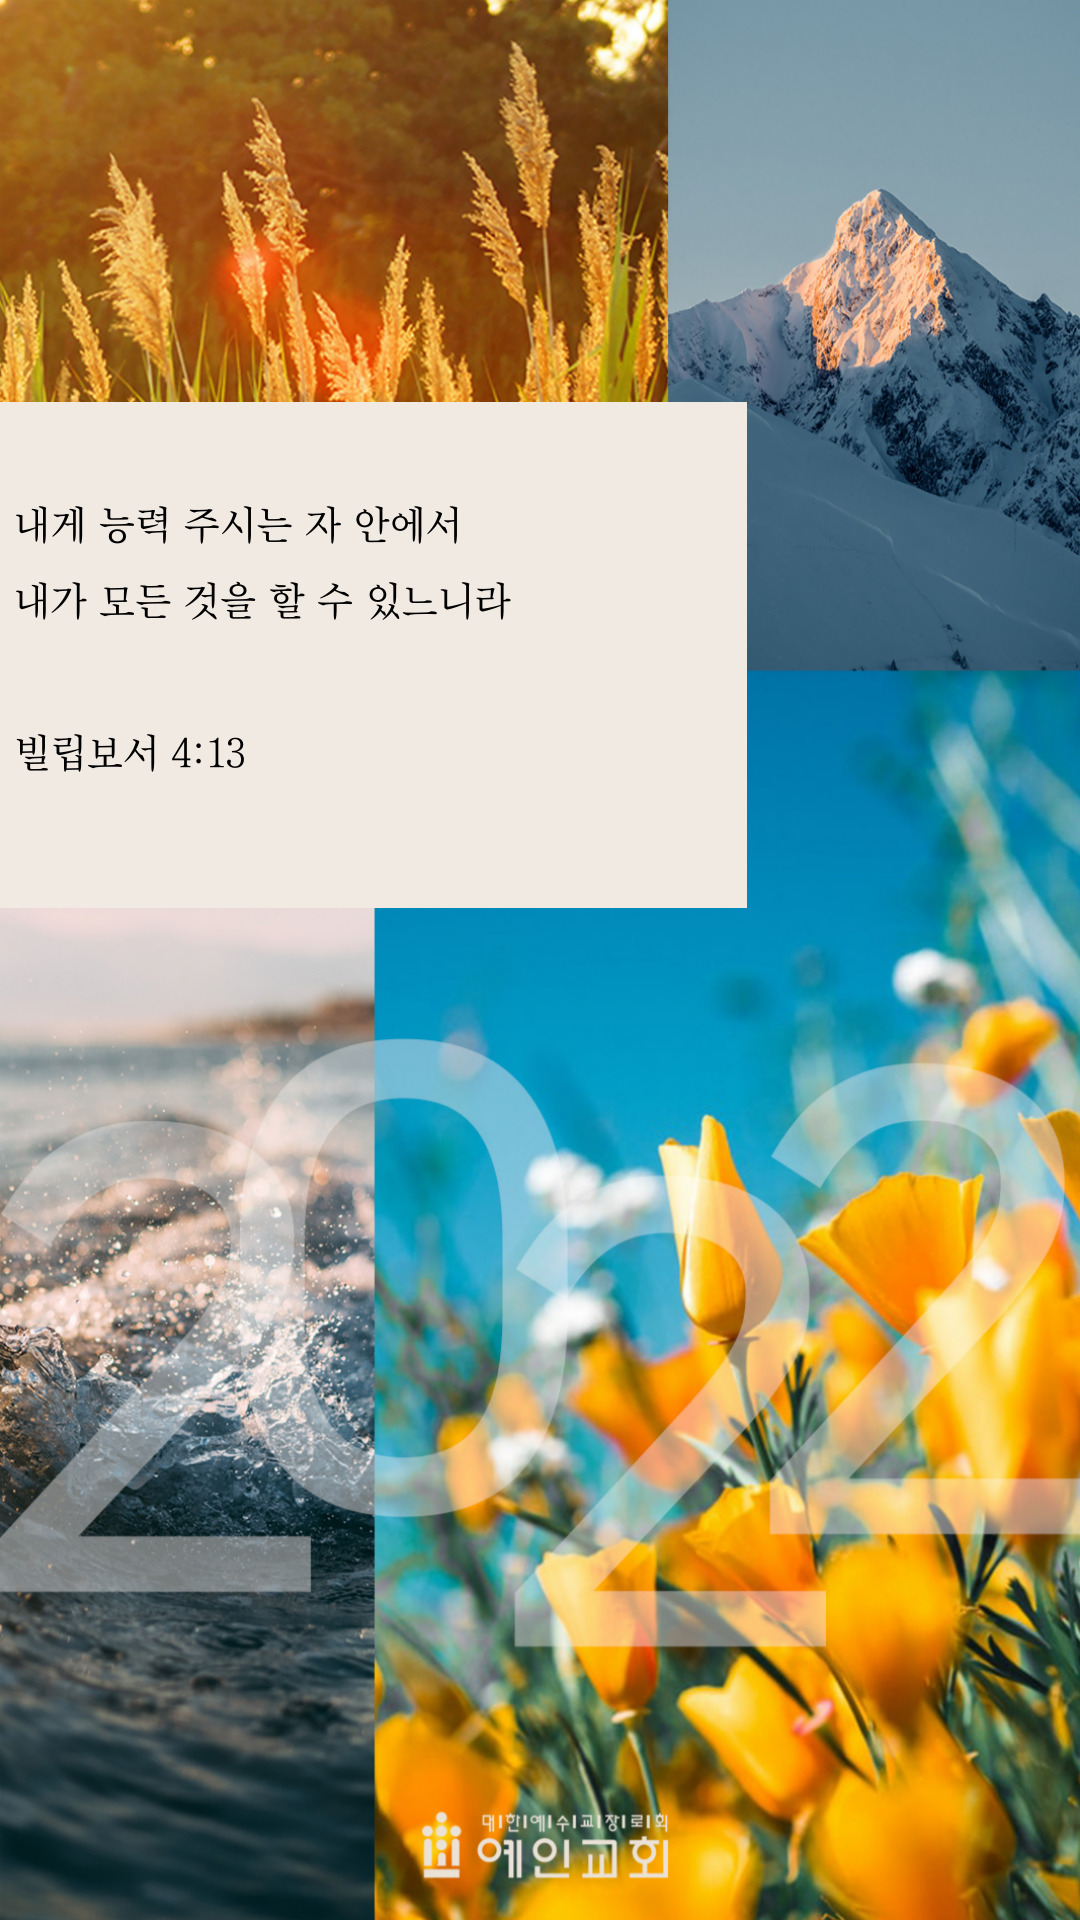 내게 능력 주시는 자 안에서
내가 모든 것을 할 수 있느니라
빌립보서 4:13
2022
대한예수교장로회
예인교회